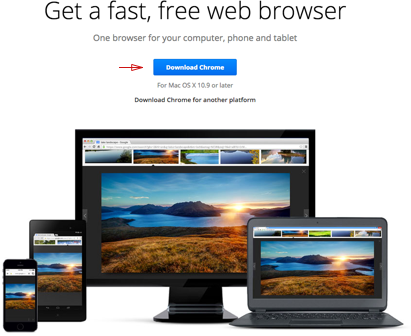 Get a fast, free web browser
One browser for your computer, phone and tablet
Download Chrome
For Mac OS X 10.9 or later
Download Chrome for another platform